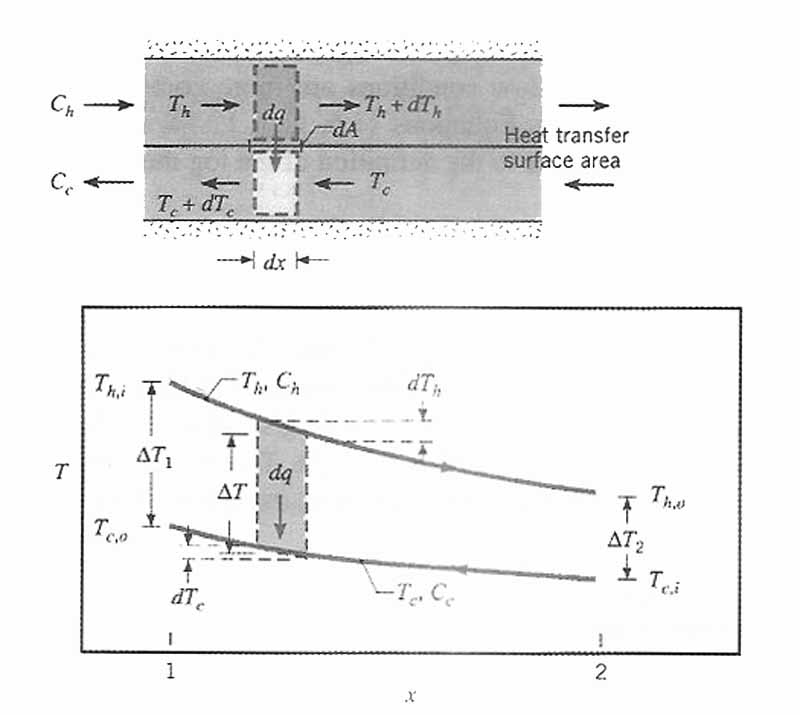 C_h T_h dq T_h + dT_h
dA
Heat transfer
surface area
C_c T_c
T_c + dT_c
dx
T_h,i T_h, C_h dT_h
ΔT_1
T ΔT dq
T_h,o
T_c,o ΔT_2
dT_c T_c, C_c T_c,i
1 2
x